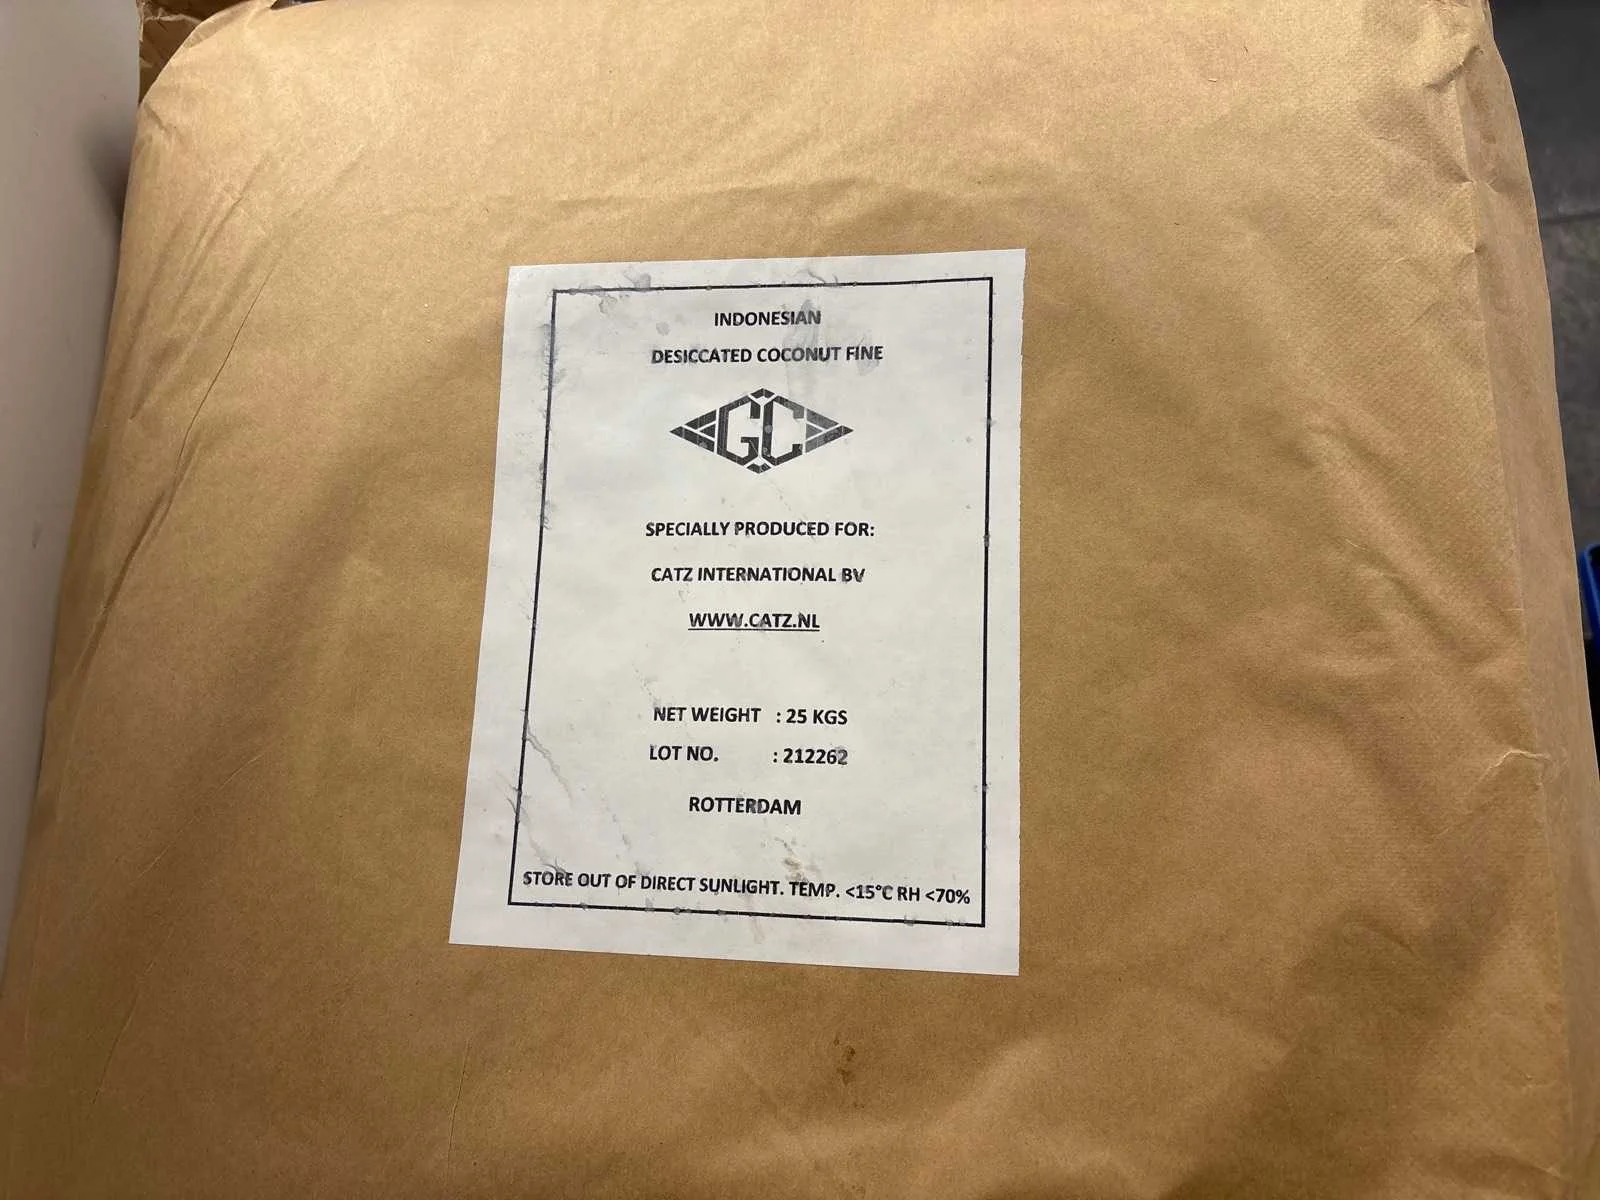 INDONESIAN
DESICCATED COCONUT FINE
GC
SPECIALLY PRODUCED FOR:
CATZ INTERNATIONAL BV
WWW.CATZ.NL
NET WEIGHT : 25 KGS
LOT NO. : 212262
ROTTERDAM
STORE OUT OF DIRECT SUNLIGHT. TEMP. <15°C RH <70%